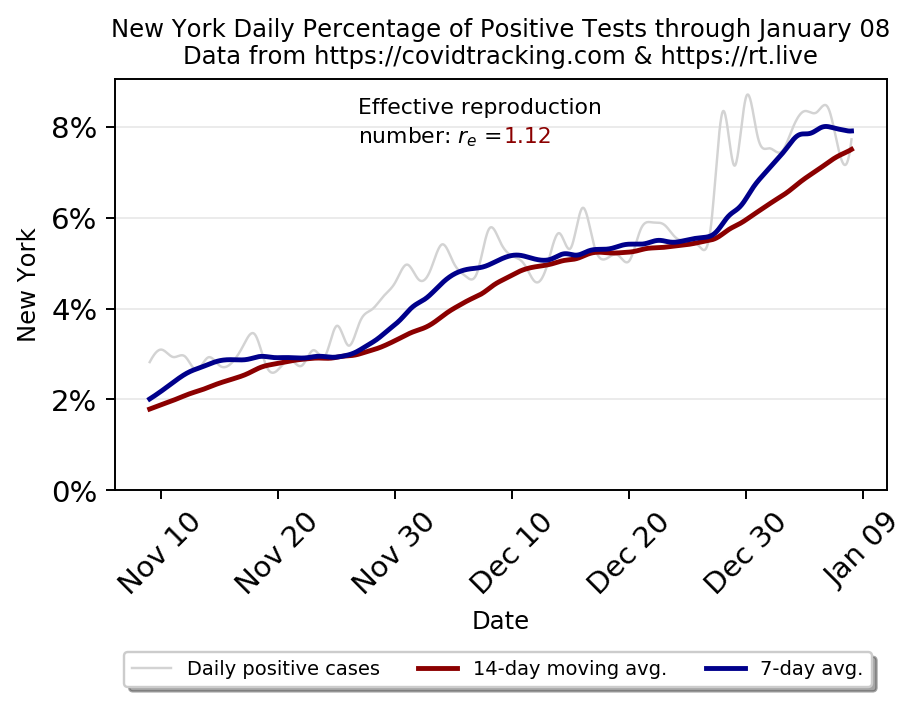 New York Daily Percentage of Positive Tests through January 08
Data from https://covidtracking.com & https://rt.live
Effective reproduction
number: rₑ =1.12
8%
6%
4%
2%
0%
New York
Nov 10
Nov 20
Nov 30
Dec 10
Dec 20
Dec 30
Jan 09
Date
Daily positive cases
14-day moving avg.
7-day avg.